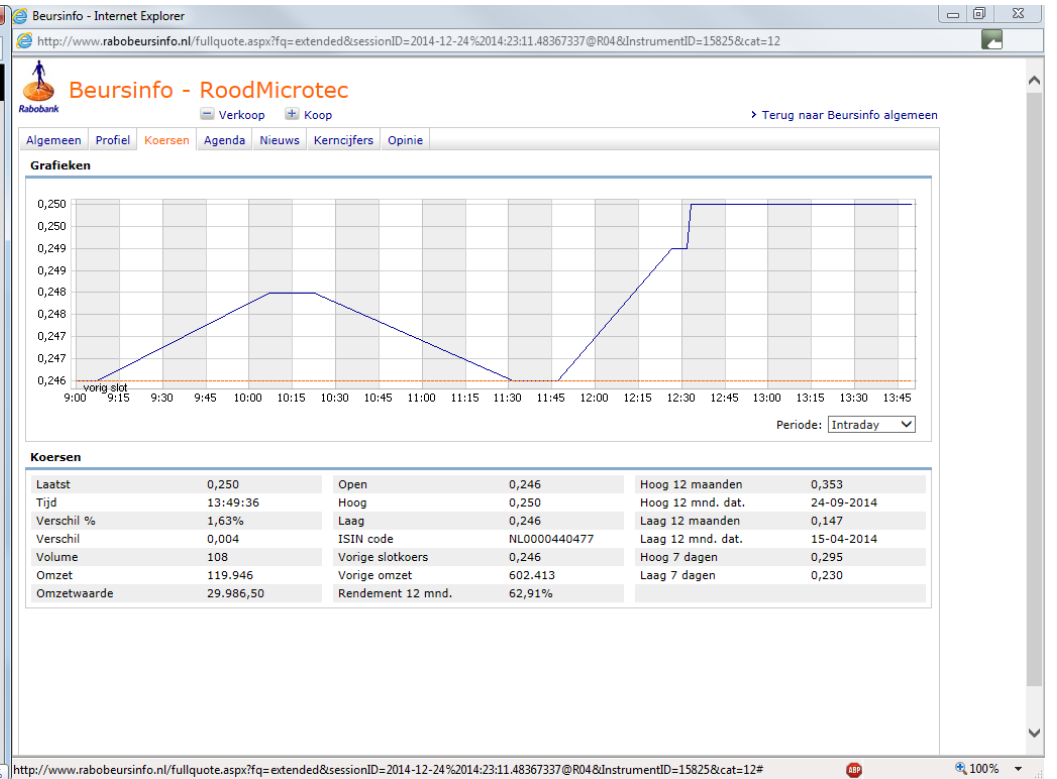 Beursinfo - Internet Explorer
http://www.rabobeursinfo.nl/fullquote.aspx?fq=extended&sessionID=2014-12-24%2014:23:11.48367337@R04&InstrumentID=15825&cat=12
Rabobank
Beursinfo - RoodMicrotec
Verkoop Koop
Terug naar Beursinfo algemeen
Algemeen Profiel Koersen Agenda Nieuws Kerncijfers Opinie
Grafieken
0,250
0,250
0,249
0,249
0,248
0,248
0,247
0,247
0,246
vorig slot
9:00 9:15 9:30 9:45 10:00 10:15 10:30 10:45 11:00 11:15 11:30 11:45 12:00 12:15 12:30 12:45 13:00 13:15 13:30 13:45
Periode: Intraday
Koersen
Laatst 0,250 Open 0,246 Hoog 12 maanden 0,353
Tijd 13:49:36 Hoog 0,250 Hoog 12 mnd. dat. 24-09-2014
Verschil % 1,63% Laag 0,246 Laag 12 maanden 0,147
Verschil 0,004 ISIN code NL0000440477 Laag 12 mnd. dat. 15-04-2014
Volume 108 Vorige slotkoers 0,246 Hoog 7 dagen 0,295
Omzet 119.946 Vorige omzet 602.413 Laag 7 dagen 0,230
Omzetwaarde 29.986,50 Rendement 12 mnd. 62,91%
http://www.rabobeursinfo.nl/fullquote.aspx?fq=extended&sessionID=2014-12-24%2014:23:11.48367337@R04&InstrumentID=15825&cat=12#
ABP
100%